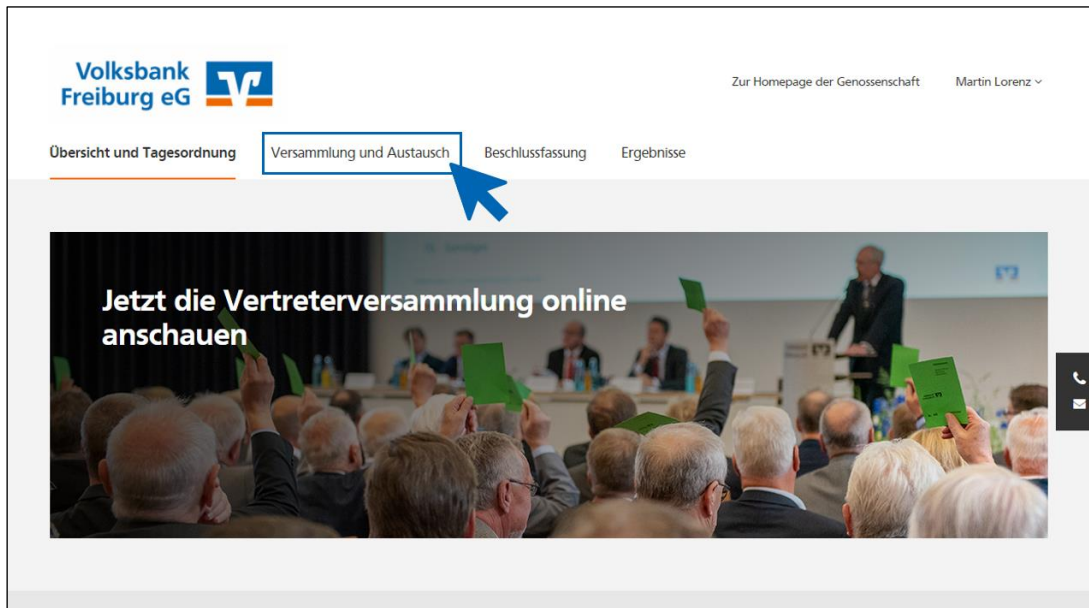 Volksbank
Freiburg eG
Zur Homepage der Genossenschaft
Martin Lorenz
Übersicht und Tagesordnung
Versammlung und Austausch
Beschlussfassung
Ergebnisse
Jetzt die Vertreterversammlung online
anschauen